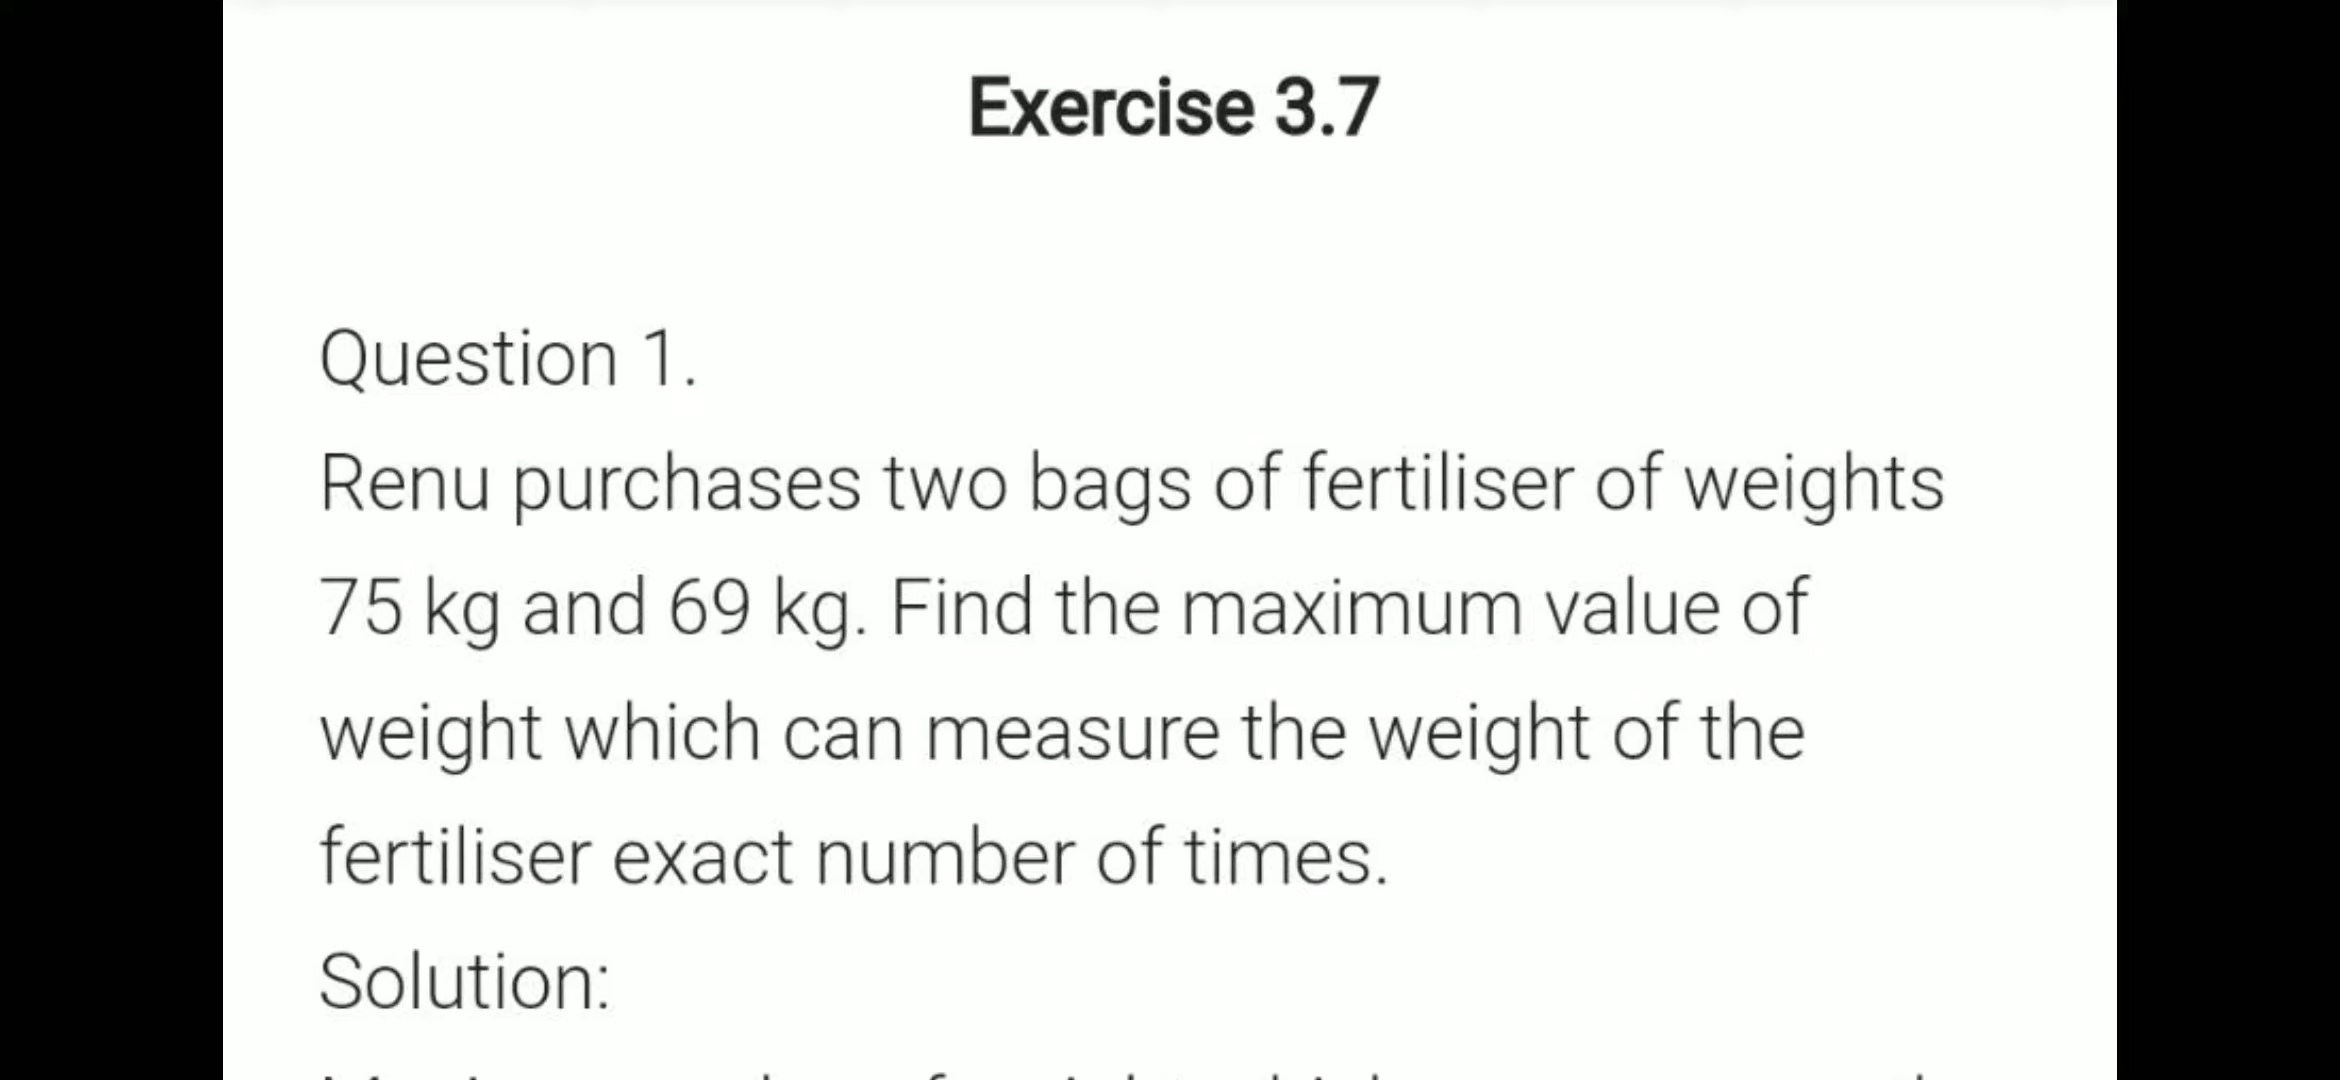 Exercise 3.7
Question 1.
Renu purchases two bags of fertiliser of weights
75 kg and 69 kg. Find the maximum value of
weight which can measure the weight of the
fertiliser exact number of times.
Solution: